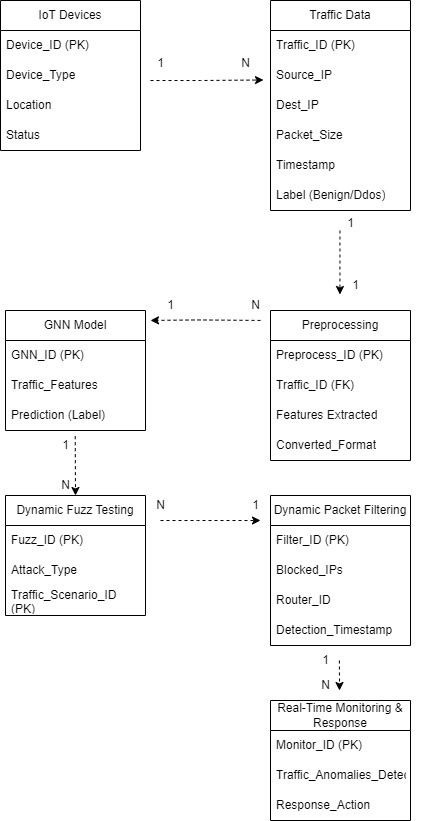 IoT Devices
Device_ID (PK)
Device_Type
Location
Status
1
N
Traffic Data
Traffic_ID (PK)
Source_IP
Dest_IP
Packet_Size
Timestamp
Label (Benign/Ddos)
1
1
Preprocessing
Preprocess_ID (PK)
Traffic_ID (FK)
Features Extracted
Converted_Format
N
1
GNN Model
GNN_ID (PK)
Traffic_Features
Prediction (Label)
1
N
Dynamic Fuzz Testing
Fuzz_ID (PK)
Attack_Type
Traffic_Scenario_ID
(PK)
N
1
Dynamic Packet Filtering
Filter_ID (PK)
Blocked_IPs
Router_ID
Detection_Timestamp
1
N
Real-Time Monitoring &
Response
Monitor_ID (PK)
Traffic_Anomalies_Detec
Response_Action